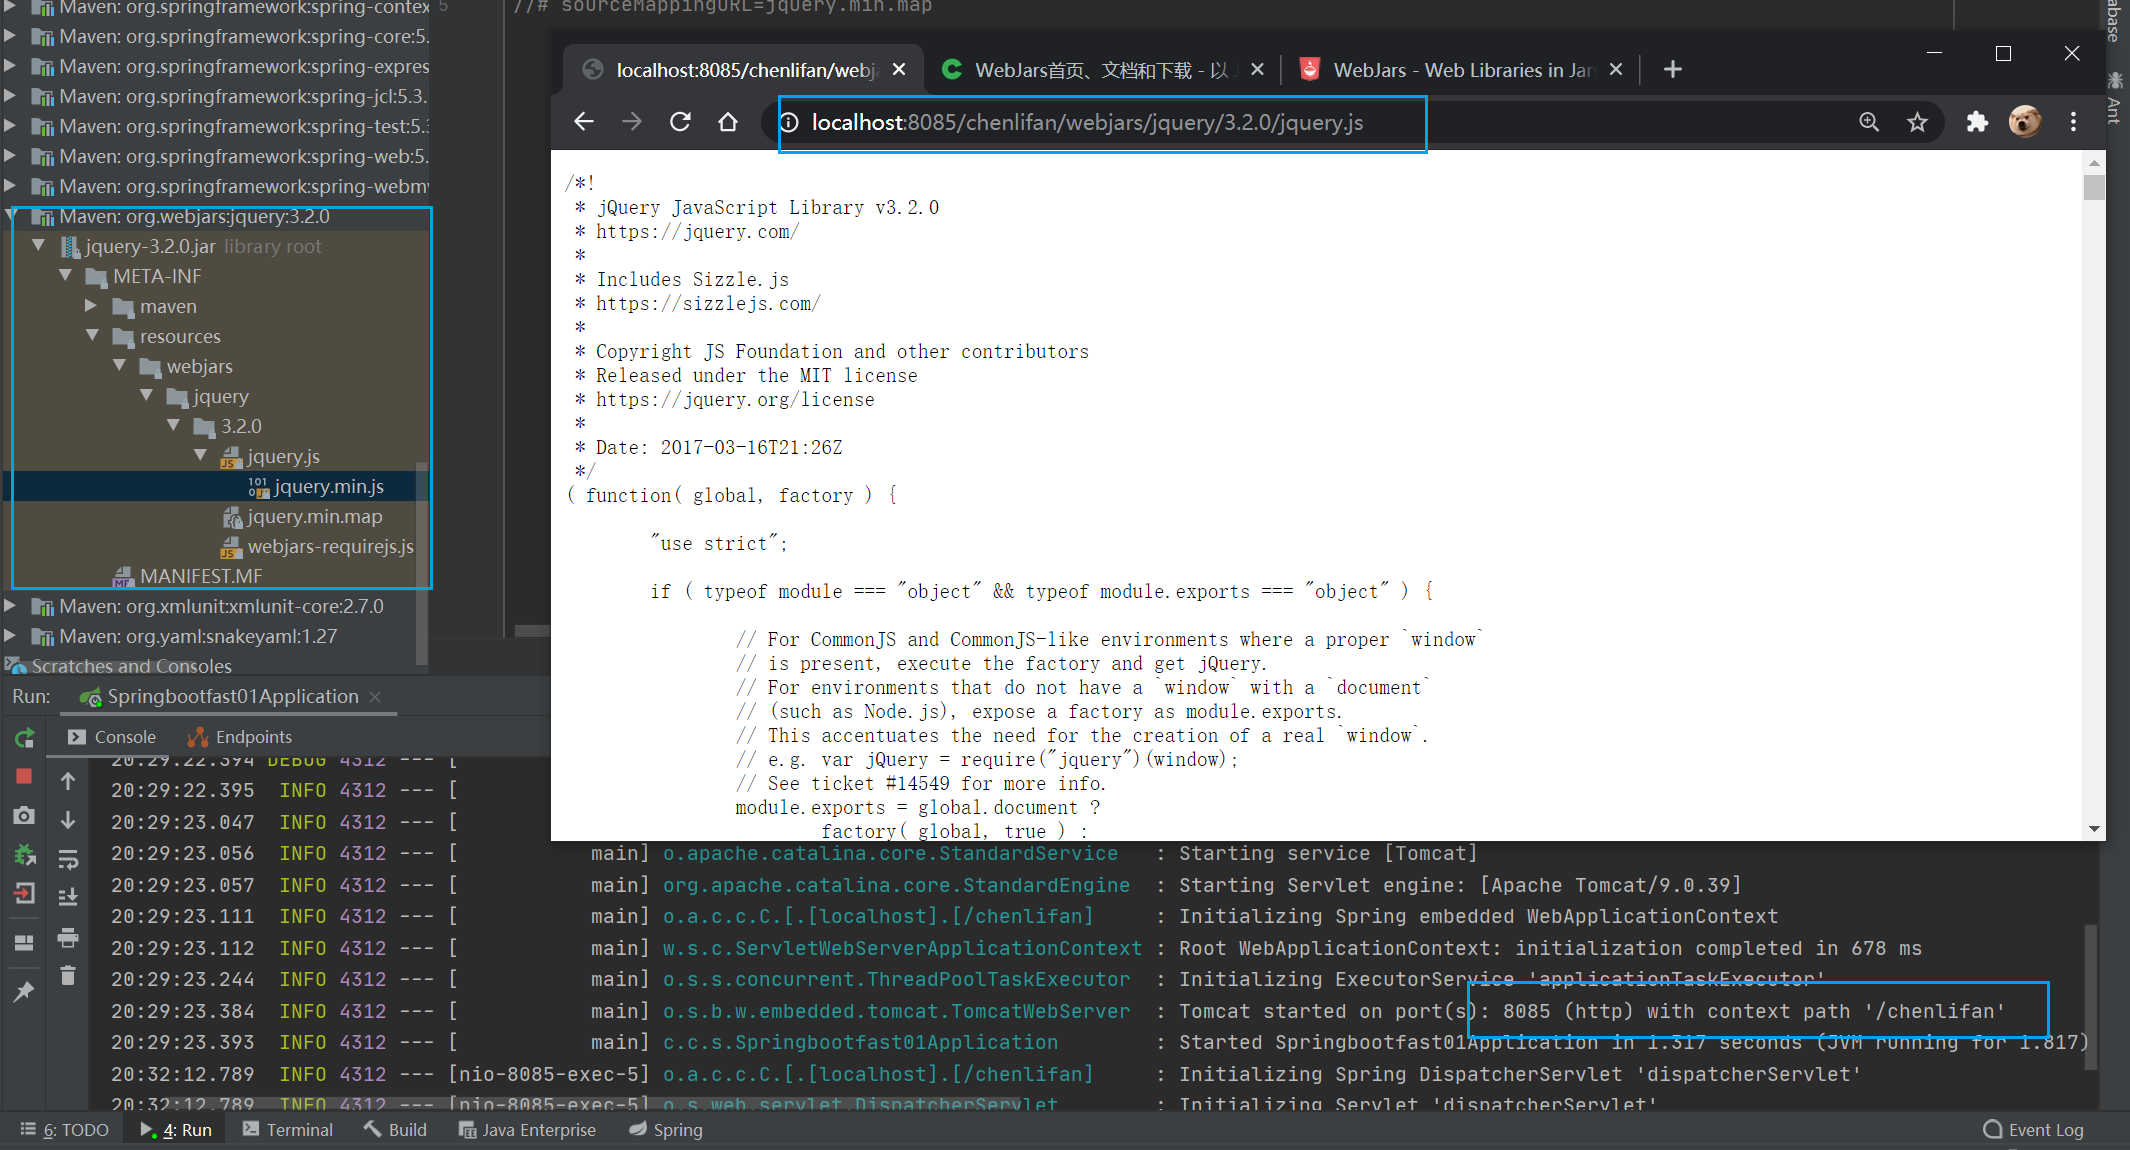 Maven: org.springframework:spring-contex
Maven: org.springframework:spring-core:5.
Maven: org.springframework:spring-expres
Maven: org.springframework:spring-jcl:5.3.
Maven: org.springframework:spring-test:5.3
Maven: org.springframework:spring-web:5.
Maven: org.springframework:spring-webmv
Maven: org.webjars:jquery:3.2.0
jquery-3.2.0.jar library root
META-INF
maven
resources
webjars
jquery
3.2.0
jquery.js
jquery.min.js
jquery.min.map
webjars-requirejs.js
MANIFEST.MF
Maven: org.xmlunit:xmlunit-core:2.7.0
Maven: org.yaml:snakeyaml:1.27
Scratches and Consoles
5 //# sourceMappingURL=jquery.min.map
abase
Ant
localhost:8085/chenlifan/webj
WebJars首页、文档和下载 - 以
WebJars - Web Libraries in Jar
localhost:8085/chenlifan/webjars/jquery/3.2.0/jquery.js
/*!
* jQuery JavaScript Library v3.2.0
* https://jquery.com/
*
* Includes Sizzle.js
* https://sizzlejs.com/
*
* Copyright JS Foundation and other contributors
* Released under the MIT license
* https://jquery.org/license
*
* Date: 2017-03-16T21:26Z
*/
( function( global, factory ) {
"use strict";
if ( typeof module === "object" && typeof module.exports === "object" ) {
// For CommonJS and CommonJS-like environments where a proper `window`
// is present, execute the factory and get jQuery.
// For environments that do not have a `window` with a `document`
// (such as Node.js), expose a factory as module.exports.
// This accentuates the need for the creation of a real `window`.
// e.g. var jQuery = require("jquery")(window);
// See ticket #14549 for more info.
module.exports = global.document ?
factory( global, true ) :
Run: Springbootfast01Application
Console Endpoints
20:29:22.394 DEBUG 4312 --- [
20:29:22.395 INFO 4312 --- [
20:29:23.047 INFO 4312 --- [
20:29:23.056 INFO 4312 --- [ main] o.apache.catalina.core.StandardService : Starting service [Tomcat]
20:29:23.057 INFO 4312 --- [ main] org.apache.catalina.core.StandardEngine : Starting Servlet engine: [Apache Tomcat/9.0.39]
20:29:23.111 INFO 4312 --- [ main] o.a.c.c.C.[.[localhost].[/chenlifan] : Initializing Spring embedded WebApplicationContext
20:29:23.112 INFO 4312 --- [ main] w.s.c.ServletWebServerApplicationContext : Root WebApplicationContext: initialization completed in 678 ms
20:29:23.244 INFO 4312 --- [ main] o.s.s.concurrent.ThreadPoolTaskExecutor : Initializing ExecutorService 'applicationTaskExecutor'
20:29:23.384 INFO 4312 --- [ main] o.s.b.w.embedded.tomcat.TomcatWebServer : Tomcat started on port(s): 8085 (http) with context path '/chenlifan'
20:29:23.393 INFO 4312 --- [ main] c.c.s.Springbootfast01Application : Started Springbootfast01Application in 1.317 seconds (JVM running for 1.817)
20:32:12.789 INFO 4312 --- [nio-8085-exec-5] o.a.c.c.C.[.[localhost].[/chenlifan] : Initializing Spring DispatcherServlet 'dispatcherServlet'
20:32:12.789 INFO 4312 --- [nio-8085-exec-5] o.s.web.servlet.DispatcherServlet : Initializing Servlet 'dispatcherServlet'
6: TODO 4: Run Terminal Build Java Enterprise Spring Event Log